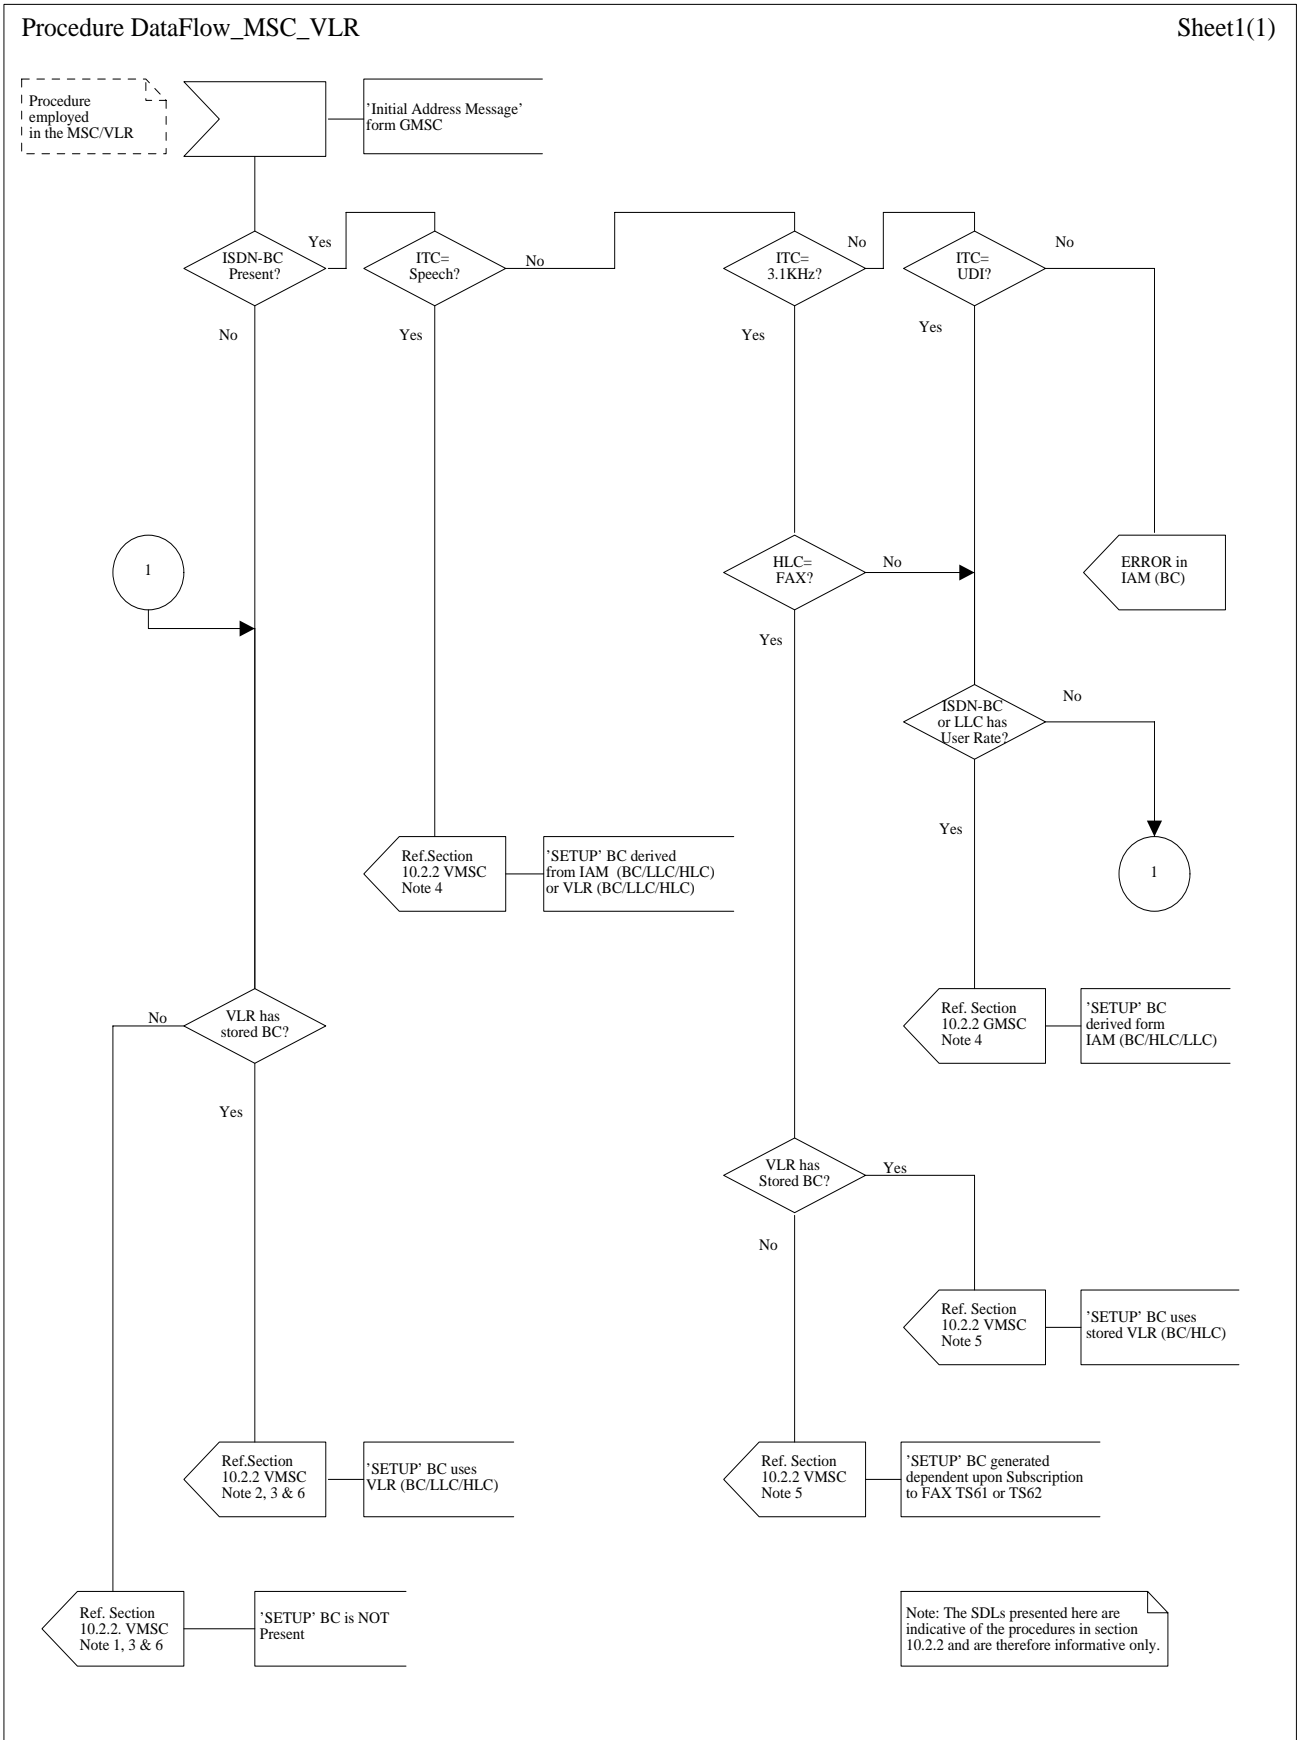 Procedure DataFlow_MSC_VLR
Sheet1(1)
Procedure
employed
in the MSC/VLR
'Initial Address Message'
form GMSC
ISDN-BC
Present?
Yes
No
ITC=
Speech?
No
Yes
ITC=
3.1KHz?
No
Yes
ITC=
UDI?
No
Yes
1
HLC=
FAX?
No
Yes
ERROR in
IAM (BC)
ISDN-BC
or LLC has
User Rate?
No
Yes
Ref.Section
10.2.2 VMSC
Note 4
'SETUP' BC derived
from IAM (BC/LLC/HLC)
or VLR (BC/LLC/HLC)
1
VLR has
stored BC?
No
Yes
Ref. Section
10.2.2 GMSC
Note 4
'SETUP' BC
derived form
IAM (BC/HLC/LLC)
VLR has
Stored BC?
Yes
No
Ref. Section
10.2.2 VMSC
Note 5
'SETUP' BC uses
stored VLR (BC/HLC)
Ref.Section
10.2.2 VMSC
Note 2, 3 & 6
'SETUP' BC uses
VLR (BC/LLC/HLC)
Ref. Section
10.2.2 VMSC
Note 5
'SETUP' BC generated
dependent upon Subscription
to FAX TS61 or TS62
Ref. Section
10.2.2. VMSC
Note 1, 3 & 6
'SETUP' BC is NOT
Present
Note: The SDLs presented here are
indicative of the procedures in section
10.2.2 and are therefore informative only.